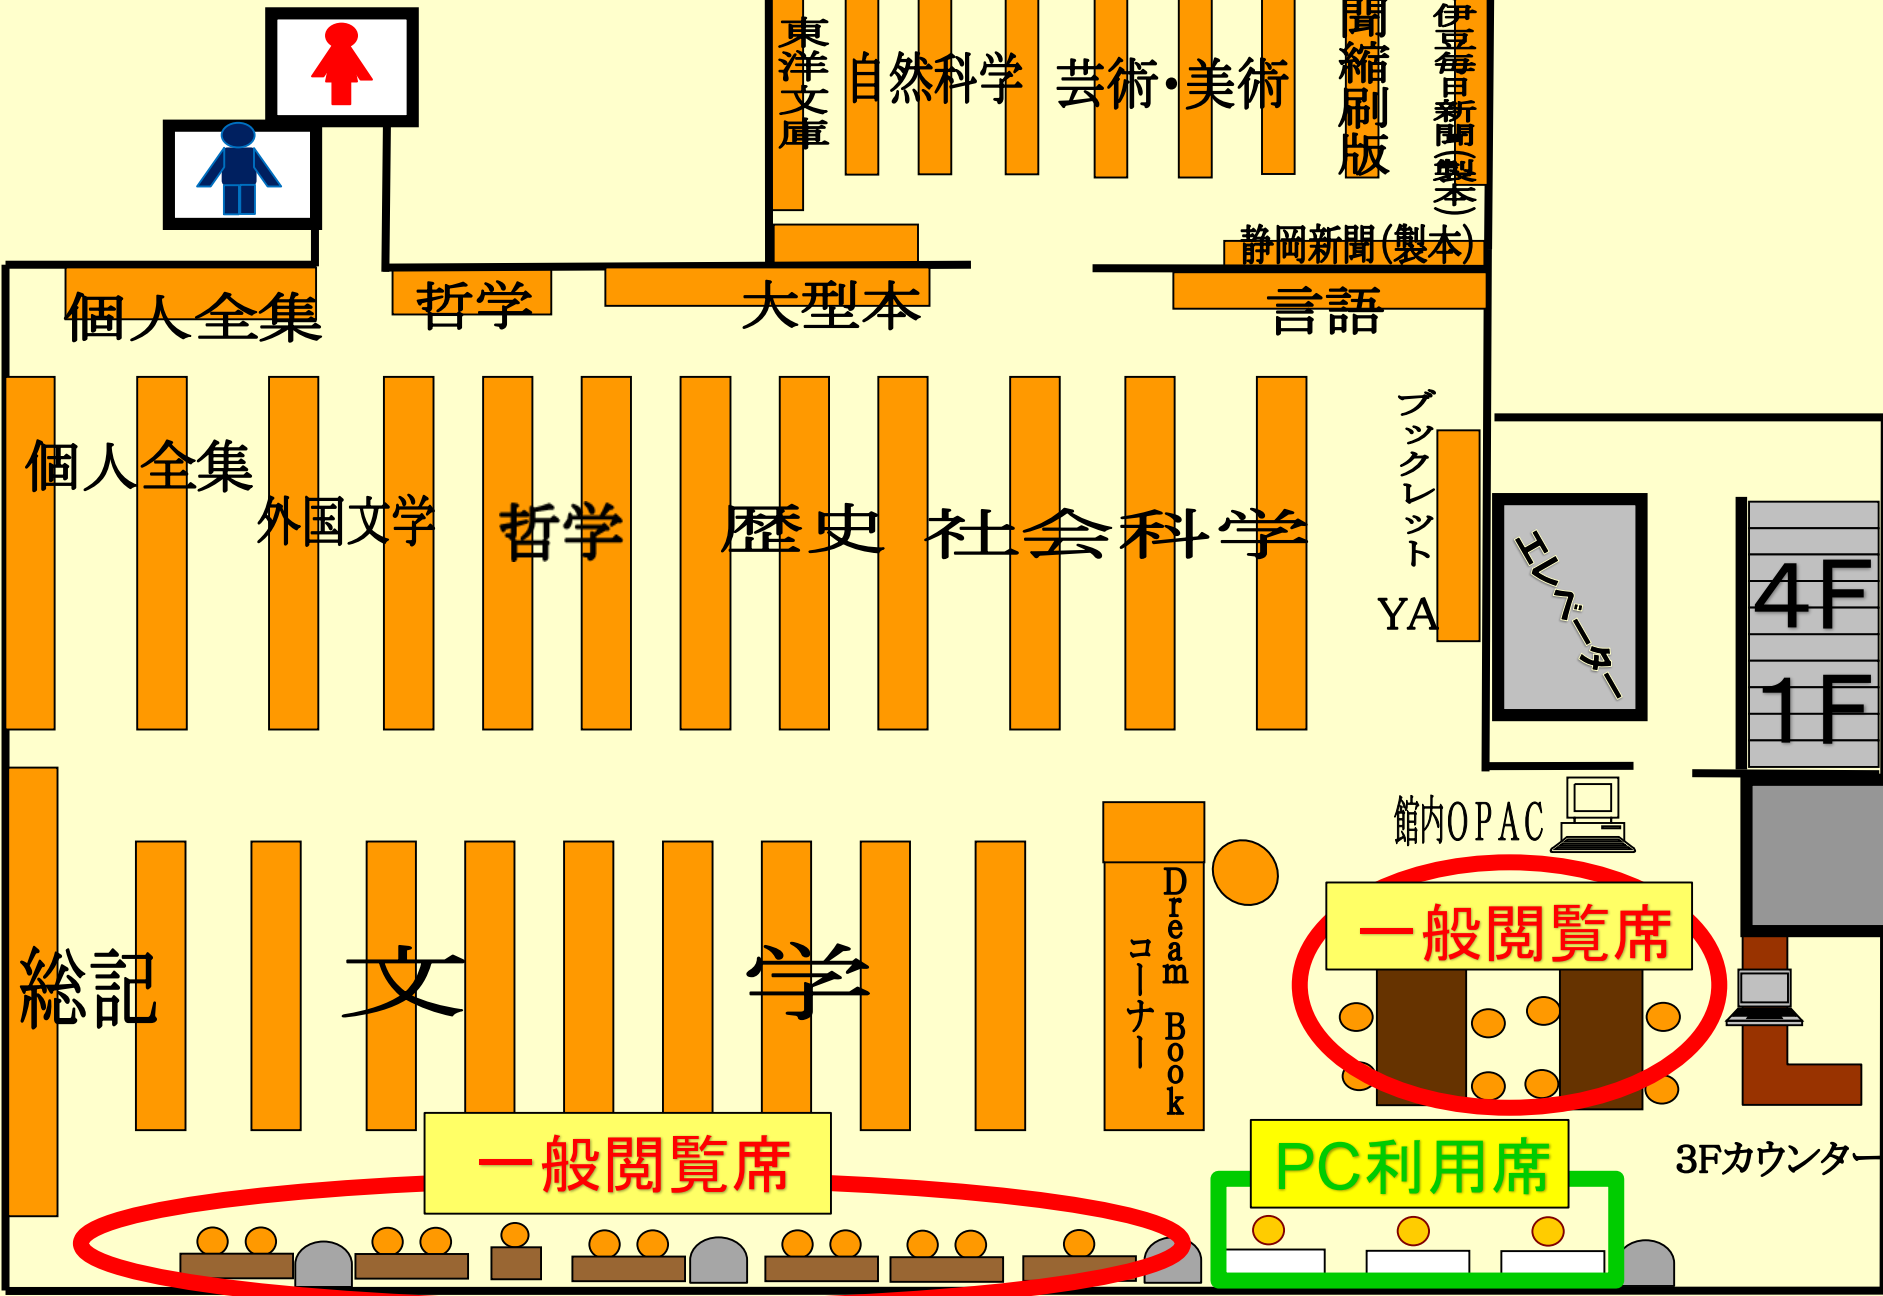 東洋文庫
自然科学
芸術・美術
聞縮刷版
伊豆毎日新聞(製本)
静岡新聞(製本)
個人全集
哲学
大型本
言語
個人全集
外国文学
哲学
歴史
社会科学
ブックレット
YA
エレベーター
4F
1F
館内OPAC
総記
文学
Dream Book
コーナー
一般閲覧席
一般閲覧席
PC利用席
3Fカウンター